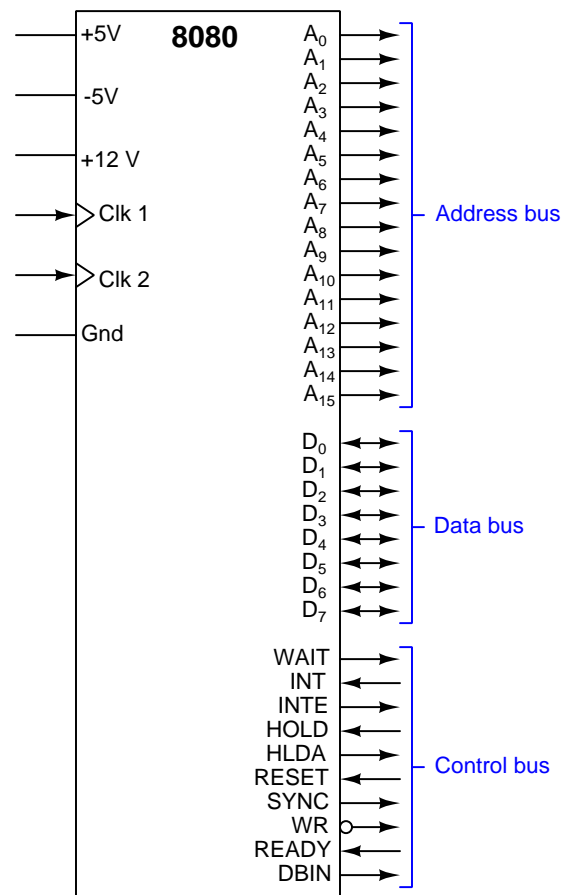 8080
+5V
-5V
+12 V
Clk 1
Clk 2
Gnd
A0
A1
A2
A3
A4
A5
A6
A7
A8
A9
A10
A11
A12
A13
A14
A15
Address bus
D0
D1
D2
D3
D4
D5
D6
D7
Data bus
WAIT
INT
INTE
HOLD
HLDA
RESET
SYNC
WR
READY
DBIN
Control bus